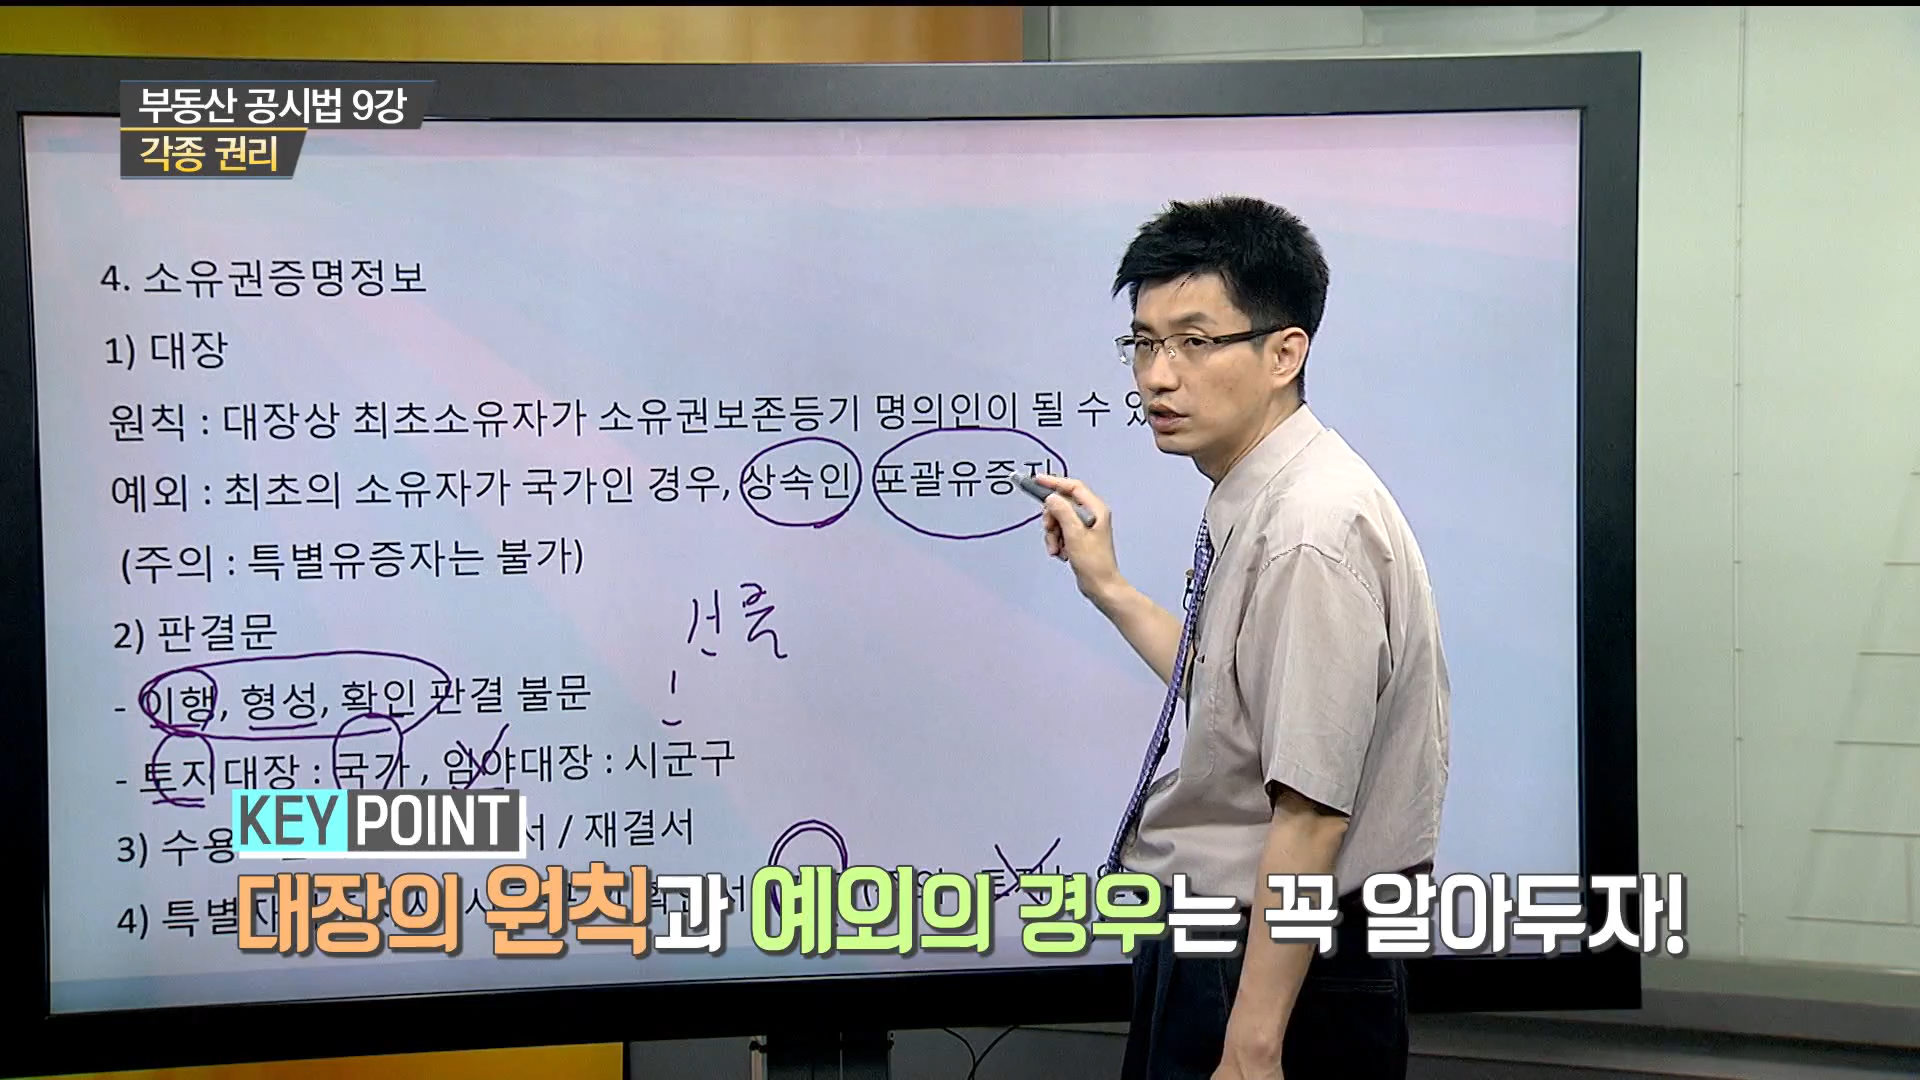 부동산 공시법 9강
각종 권리
4. 소유권증명정보
1) 대장
원칙 : 대장상 최초소유자가 소유권보존등기 명의인이 될 수
예외 : 최초의 소유자가 국가인 경우, 상속인 포괄유증자
(주의 : 특별유증자는 불가)
2) 판결문
선물
- 이행, 형성, 확인 판결 불문
- 토지대장 : 국가, 임야대장 : 시군구
3) 수용 서 / 재결서
4) 특별자
KEY POINT
대장의 원칙과 예외의 경우는 꼭 알아두자!